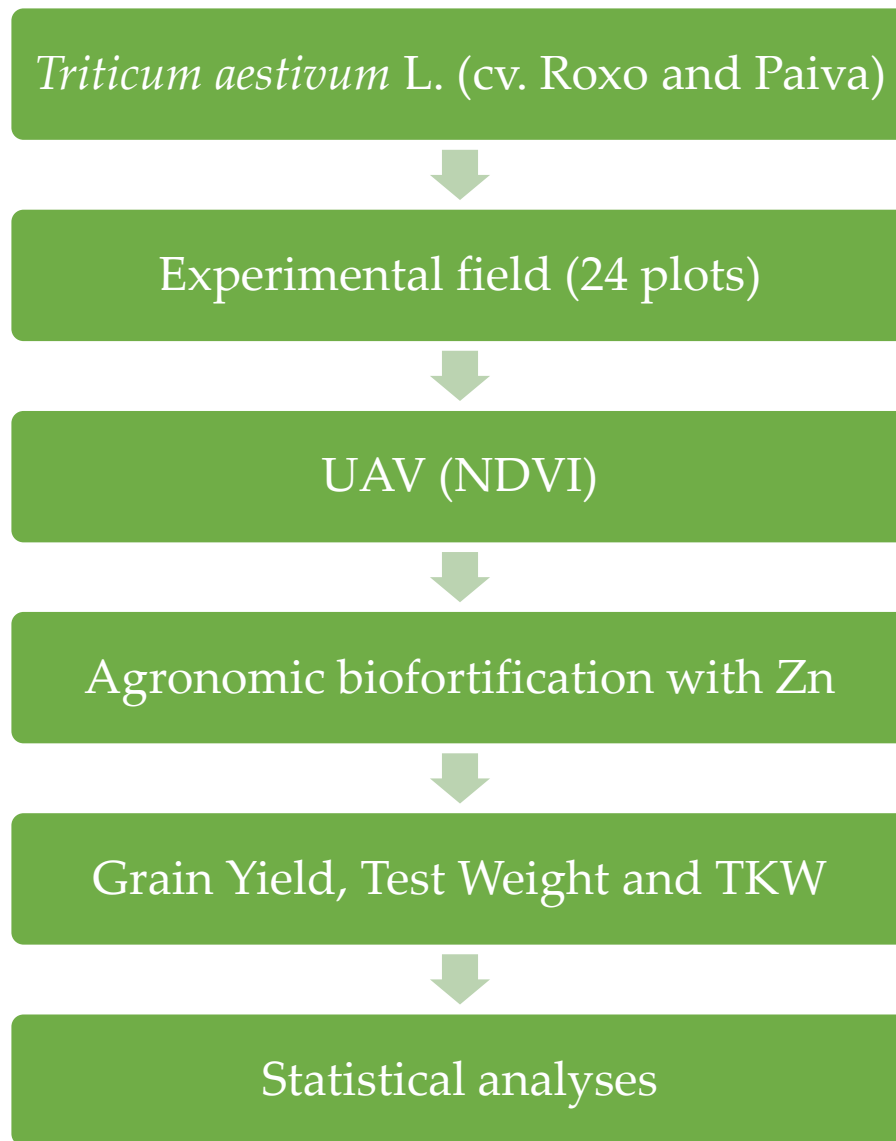 Triticum aestivum L. (cv. Roxo and Paiva)
Experimental field (24 plots)
UAV (NDVI)
Agronomic biofortification with Zn
Grain Yield, Test Weight and TKW
Statistical analyses